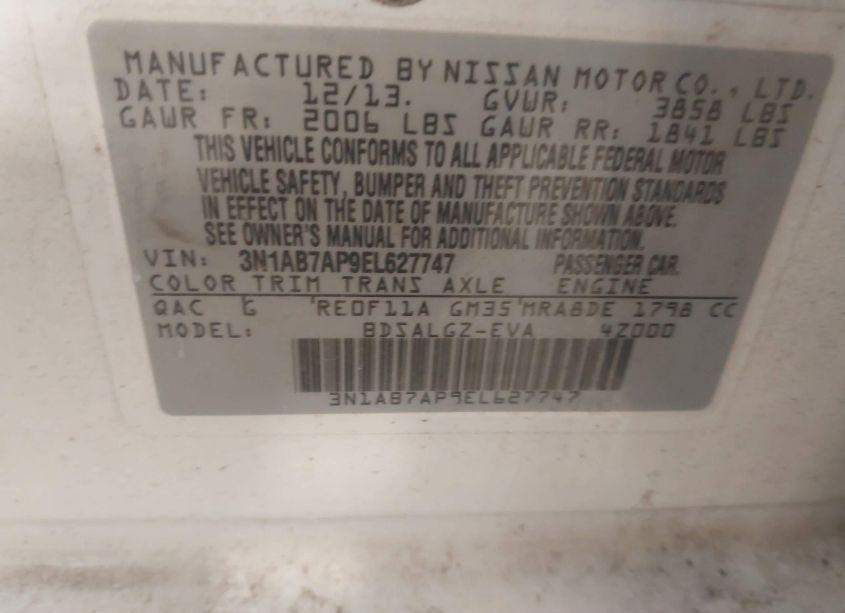 MANUFACTURED BY NISSAN MOTOR CO., LTD.
DATE: 12/13. GVWR: 3858 LBS
GAWR FR: 2006 LBS GAWR RR: 1841 LBS
THIS VEHICLE CONFORMS TO ALL APPLICABLE FEDERAL MOTOR
VEHICLE SAFETY, BUMPER AND THEFT PREVENTION STANDARDS
IN EFFECT ON THE DATE OF MANUFACTURE SHOWN ABOVE.
SEE OWNER'S MANUAL FOR ADDITIONAL INFORMATION.
VIN: 3N1AB7AP9EL627747 PASSENGER CAR.
COLOR TRIM TRANS AXLE ENGINE
QAC G 'RE0F11A GM35'MRA8DE 1798 CC
MODEL: BDSALGZ-EVA 4Z000
3N1AB7AP9EL627747